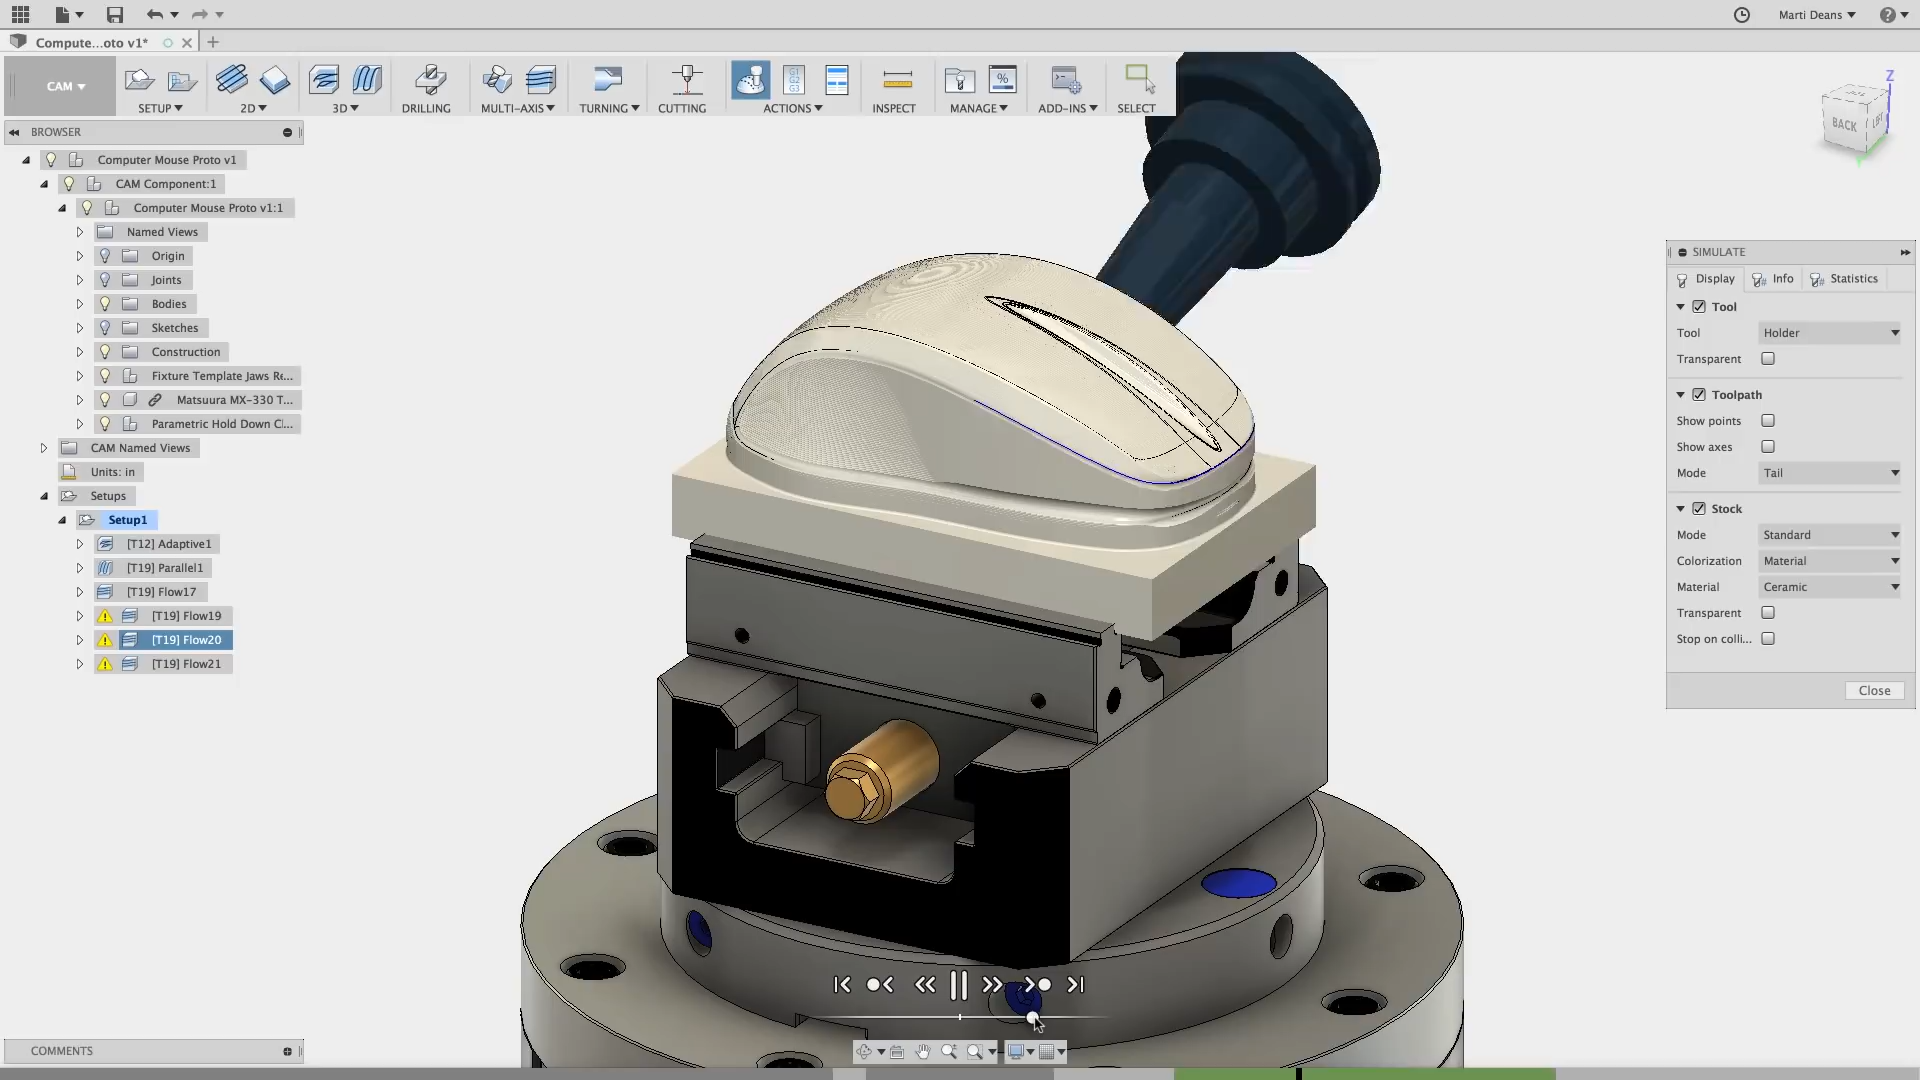 Marti Deans
Compute...oto v1*
CAM
SETUP
2D
3D
DRILLING
MULTI-AXIS
TURNING
CUTTING
G1
G2
G3
ACTIONS
INSPECT
%
MANAGE
ADD-INS
SELECT
Z
BACK
BROWSER
Computer Mouse Proto v1
CAM Component:1
Computer Mouse Proto v1:1
Named Views
Origin
Joints
Bodies
Sketches
Construction
Fixture Template Jaws Re...
Matsuura MX-330 T...
Parametric Hold Down Cl...
CAM Named Views
Units: in
Setups
Setup1
[T12] Adaptive1
[T19] Parallel1
[T19] Flow17
[T19] Flow19
[T19] Flow20
[T19] Flow21
SIMULATE
Display Info Statistics
Tool
Tool Holder
Transparent
Toolpath
Show points
Show axes
Mode Tail
Stock
Mode Standard
Colorization Material
Material Ceramic
Transparent
Stop on colli...
Close
COMMENTS